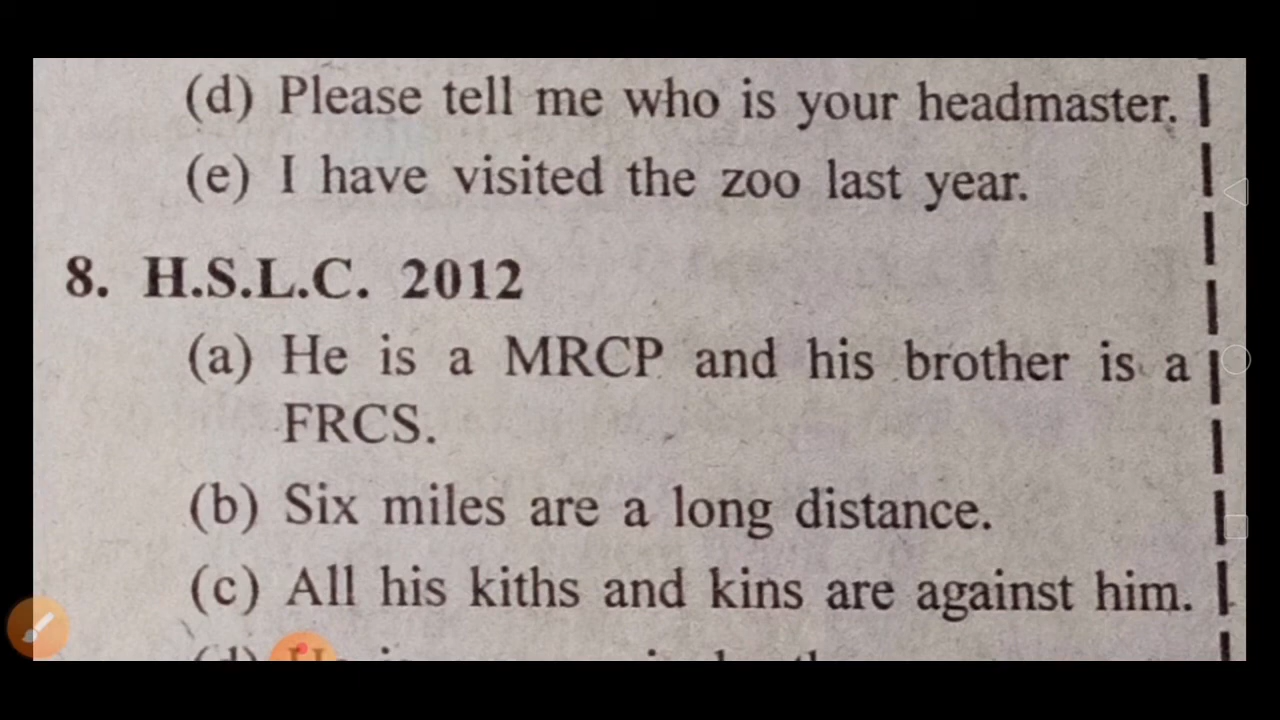 (d) Please tell me who is your headmaster.
(e) I have visited the zoo last year.
8. H.S.L.C. 2012
(a) He is a MRCP and his brother is a
FRCS.
(b) Six miles are a long distance.
(c) All his kiths and kins are against him.